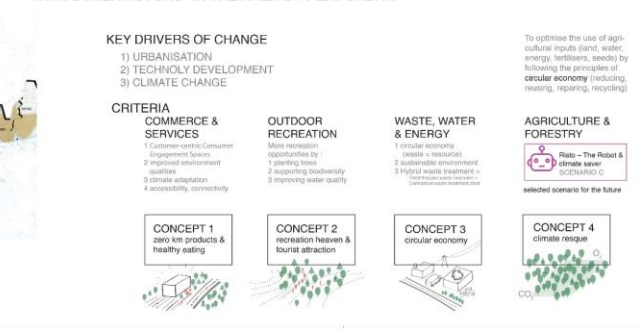 KEY DRIVERS OF CHANGE
1) URBANISATION
2) TECHNOLY DEVELOPMENT
3) CLIMATE CHANGE
CRITERIA
COMMERCE &
SERVICES
1 Customer-centric Consumer
Engagement Spaces
2 improved environment
qualities
3 climate adaptation
4 accessibility, connectivity
OUTDOOR
RECREATION
More recreation
opportunities by :
1 planting trees
2 supporting biodiversity
3 improving water quality
WASTE, WATER
& ENERGY
1 circular economy
(waste = resource)
2 sustainable environment
3 Hybrid waste treatment =
To optimise the use of agri-
cultural inputs (land, water,
energy, fertilisers, seeds) by
following the principles of
circular economy (reducing,
reusing, repairing, recycling)
AGRICULTURE &
FORESTRY
Risto – The Robot &
climate saver
SCENARIO C
selected scenario for the future
CONCEPT 1
zero km products &
healthy eating
CONCEPT 2
recreation heaven &
tourist attraction
CONCEPT 3
circular economy
CONCEPT 4
climate resque
O2
CO2